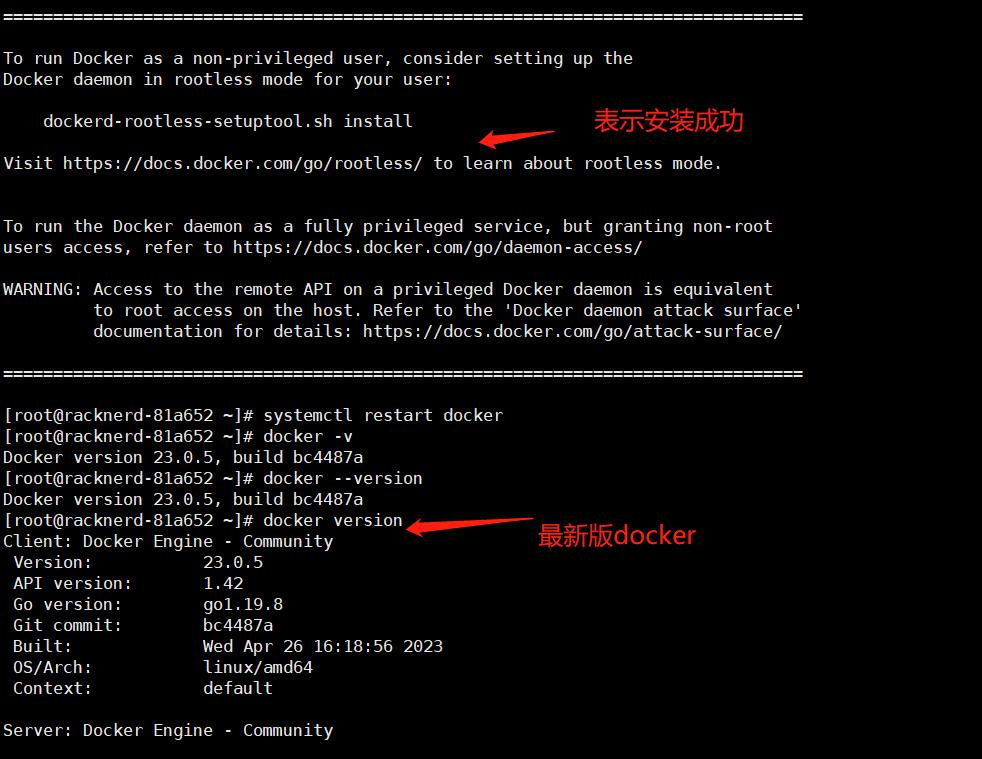 ================================================================================
To run Docker as a non-privileged user, consider setting up the
Docker daemon in rootless mode for your user:
dockerd-rootless-setuptool.sh install
表示安装成功
Visit https://docs.docker.com/go/rootless/ to learn about rootless mode.
To run the Docker daemon as a fully privileged service, but granting non-root
users access, refer to https://docs.docker.com/go/daemon-access/
WARNING: Access to the remote API on a privileged Docker daemon is equivalent
to root access on the host. Refer to the 'Docker daemon attack surface'
documentation for details: https://docs.docker.com/go/attack-surface/
================================================================================
[root@racknerd-81a652 ~]# systemctl restart docker
[root@racknerd-81a652 ~]# docker -v
Docker version 23.0.5, build bc4487a
[root@racknerd-81a652 ~]# docker --version
Docker version 23.0.5, build bc4487a
[root@racknerd-81a652 ~]# docker version
最新版docker
Client: Docker Engine - Community
Version: 23.0.5
API version: 1.42
Go version: go1.19.8
Git commit: bc4487a
Built: Wed Apr 26 16:18:56 2023
OS/Arch: linux/amd64
Context: default
Server: Docker Engine - Community